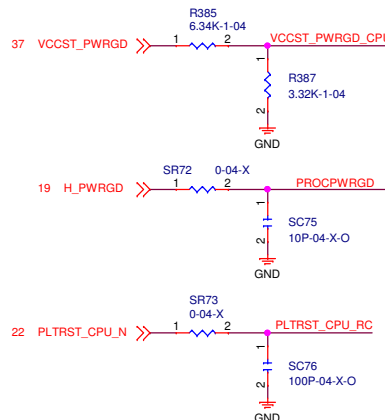 R385
6.34K-1-04
37 VCCST_PWRGD 1 2 VCCST_PWRGD_CPU
1
R387
3.32K-1-04
2
GND
SR72 0-04-X
19 H_PWRGD 1 2 PROCPWRGD
1
SC75
10P-04-X-O
2
GND
SR73
0-04-X
22 PLTRST_CPU_N 1 2 PLTRST_CPU_RC
1
SC76
100P-04-X-O
2
GND